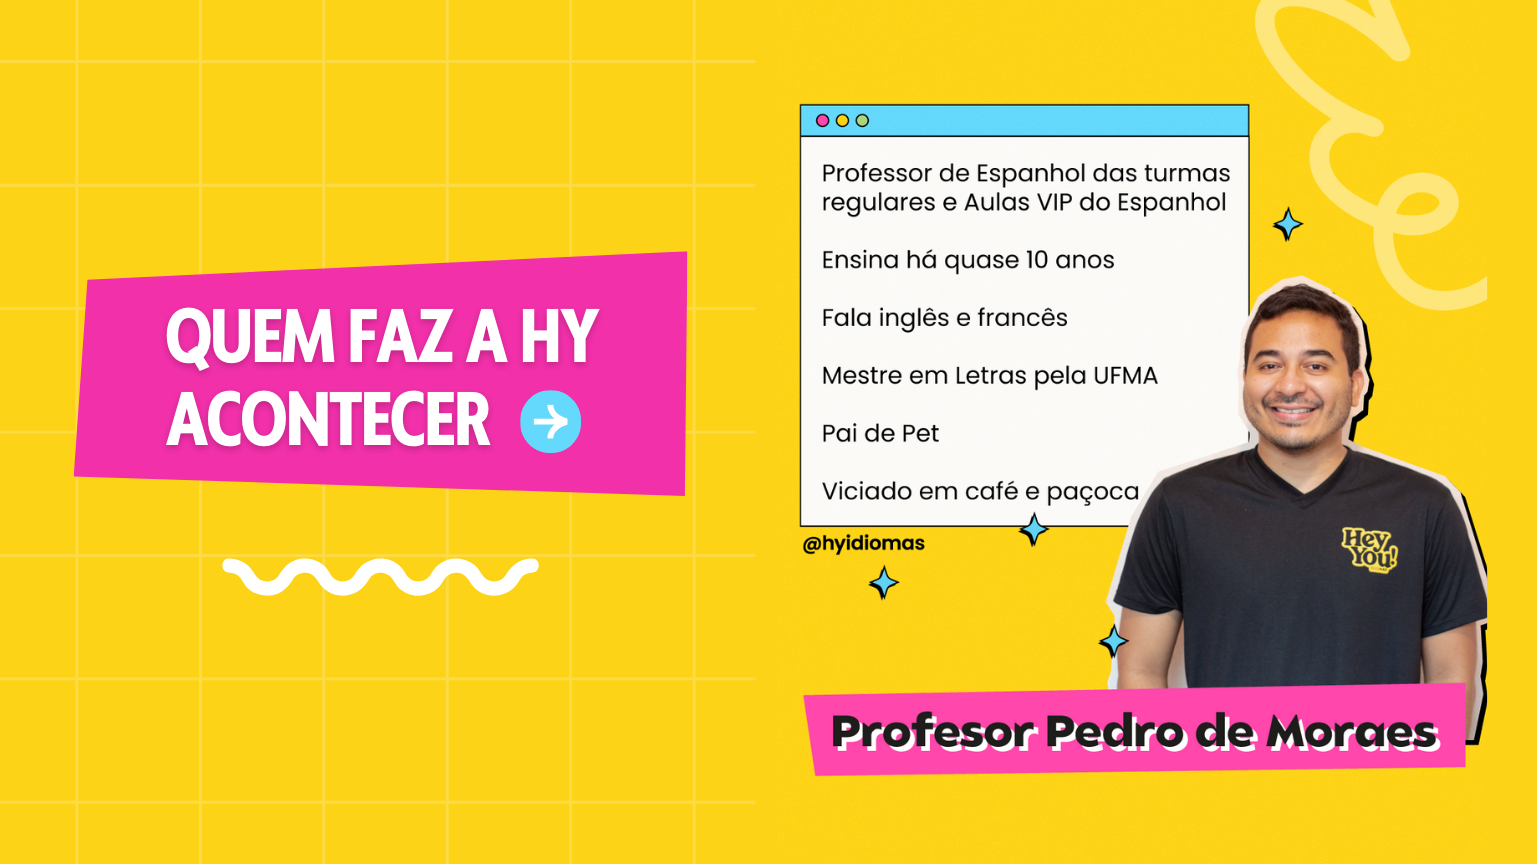 QUEM FAZ A HY
ACONTECER
Professor de Espanhol das turmas
regulares e Aulas VIP do Espanhol
Ensina há quase 10 anos
Fala inglês e francês
Mestre em Letras pela UFMA
Pai de Pet
Viciado em café e paçoca
@hyidiomas
Hey
You!
Profesor Pedro de Moraes